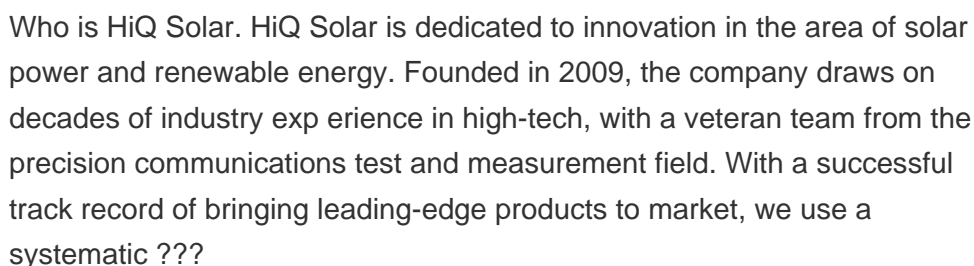 Who is HiQ Solar. HiQ Solar is dedicated to innovation in the area of solar
power and renewable energy. Founded in 2009, the company draws on
decades of industry exp erience in high-tech, with a veteran team from the
precision communications test and measurement field. With a successful
track record of bringing leading-edge products to market, we use a
systematic ???